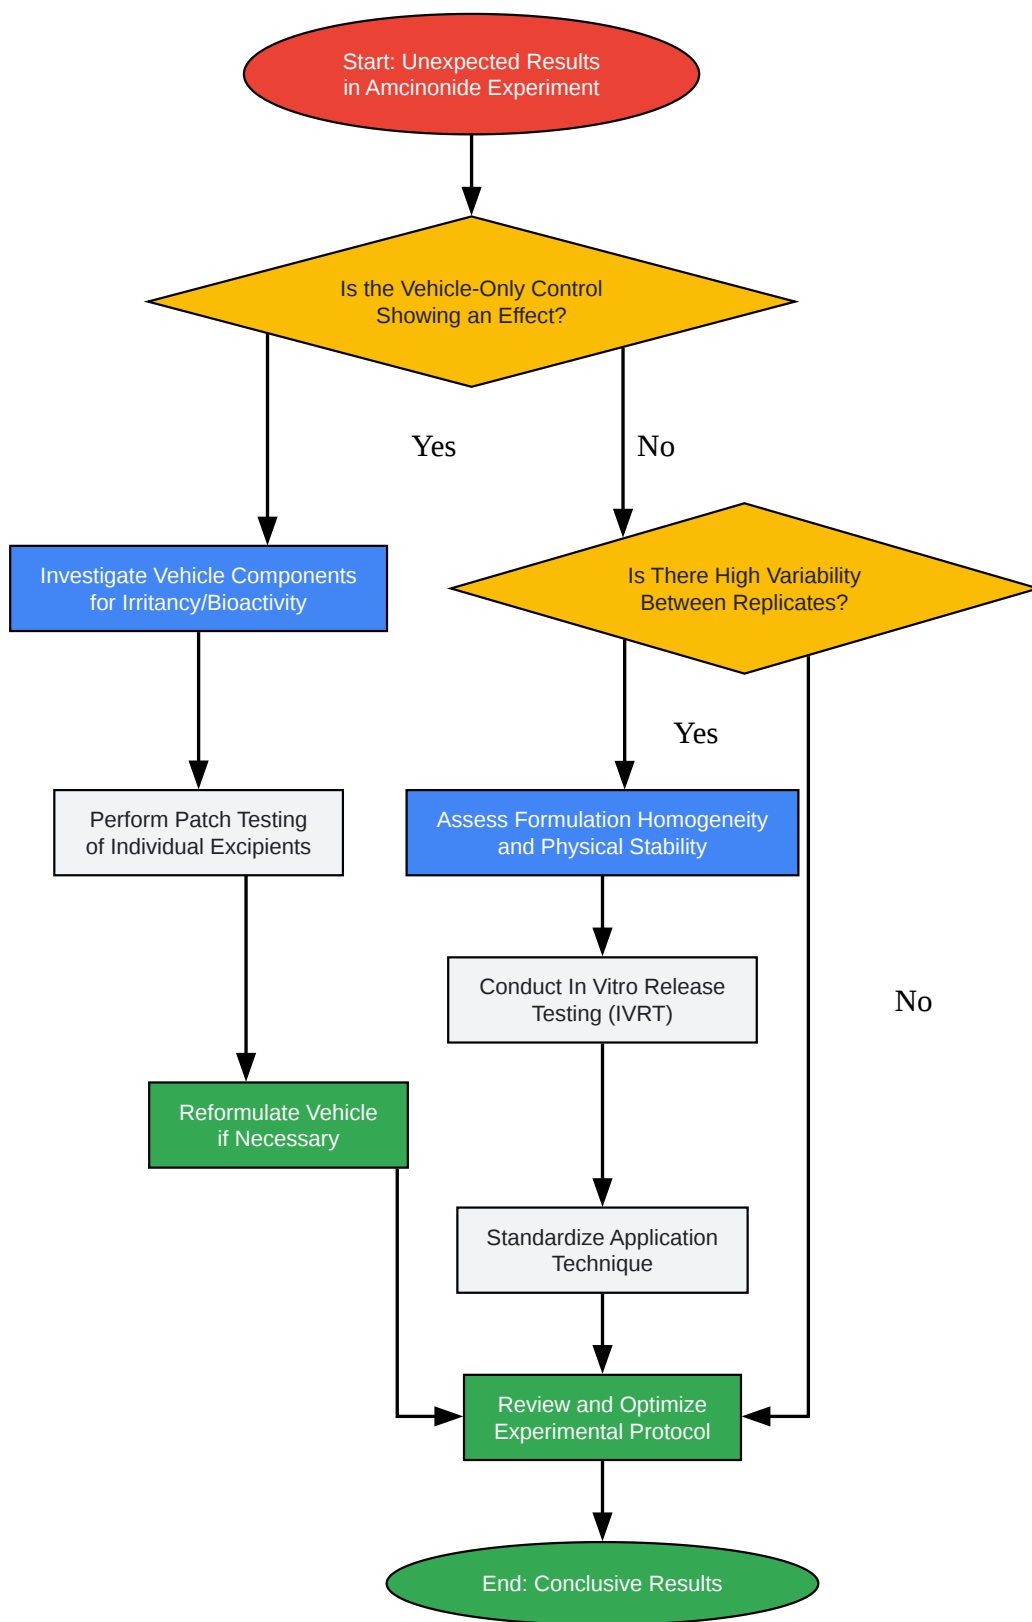 Start: Unexpected Results
in Amcinonide Experiment
Is the Vehicle-Only Control
Showing an Effect?
Yes
No
Investigate Vehicle Components
for Irritancy/Bioactivity
Is There High Variability
Between Replicates?
Yes
Perform Patch Testing
of Individual Excipients
Assess Formulation Homogeneity
and Physical Stability
Conduct In Vitro Release
Testing (IVRT)
No
Reformulate Vehicle
if Necessary
Standardize Application
Technique
Review and Optimize
Experimental Protocol
End: Conclusive Results